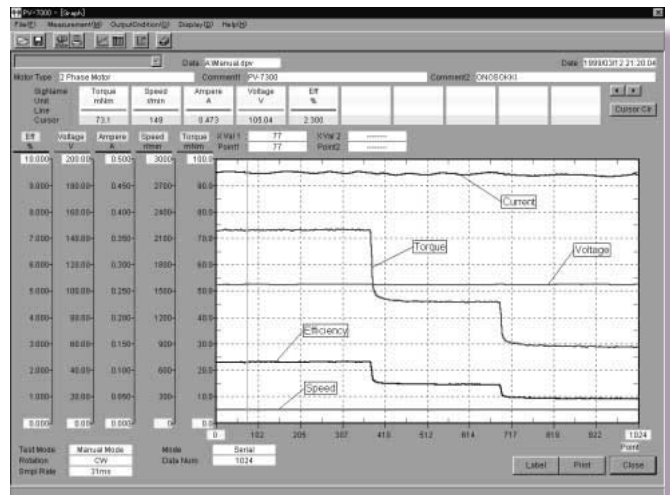 PV-7000 - [Graph]
File(F) Measurement(M) OutputCondition(O) Display(D) Help(H)
Data A:Manual.dpv Date 1999/03/12 21:20:04
Motor Type 2 Phase Motor Comment1 PV-7300 Comment2 ONOSOKKI
SigName Torque Speed Ampere Voltage Eff
Unit mNm r/min A V %
Line
Cursor 73.1 149 0.473 105.04 2.300
Cursor Clr
Eff Voltage Ampere Speed Torque X Val 1 77 X Val 2 -------
% V A r/min mNm Point1 77 Point2 -------
10.000 200.00 0.500 3000 100.0
9.000 180.00 0.450 2700 90.0
Current
8.000 160.00 0.400 2400 80.0
7.000 140.00 0.350 2100 70.0
Torque Voltage
6.000 120.00 0.300 1800 60.0
5.000 100.00 0.250 1500 50.0
4.000 80.00 0.200 1200 40.0
Efficiency
3.000 60.00 0.150 900 30.0
2.000 40.00 0.100 600 20.0
Speed
1.000 20.00 0.050 300 10.0
0.000 0.00 0.000 0 0.0
0 102 205 307 410 512 614 717 819 922 1024
Point
Test Mode Manual Mode Mode Serial
Rotation CW Data Num 1024
Smpl Rate 31ms
Label Print Close